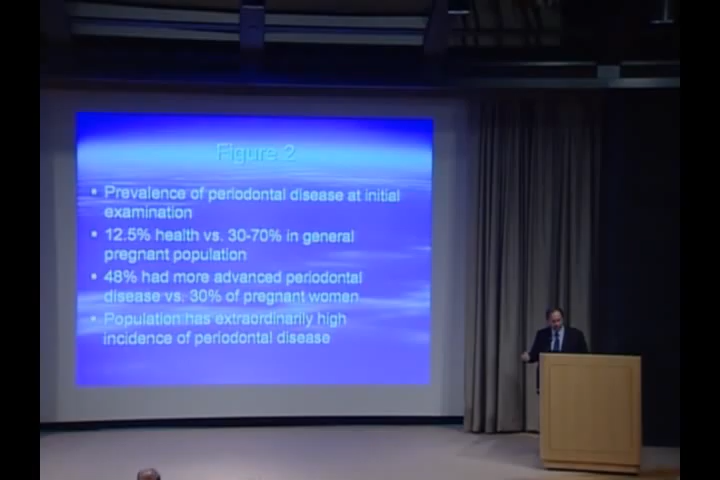 Figure 2
Prevalence of periodontal disease at initial
examination
12.5% health vs. 30-70% in general
pregnant population
48% had more advanced periodontal
disease vs. 30% of pregnant women
Population has extraordinarily high
incidence of periodontal disease